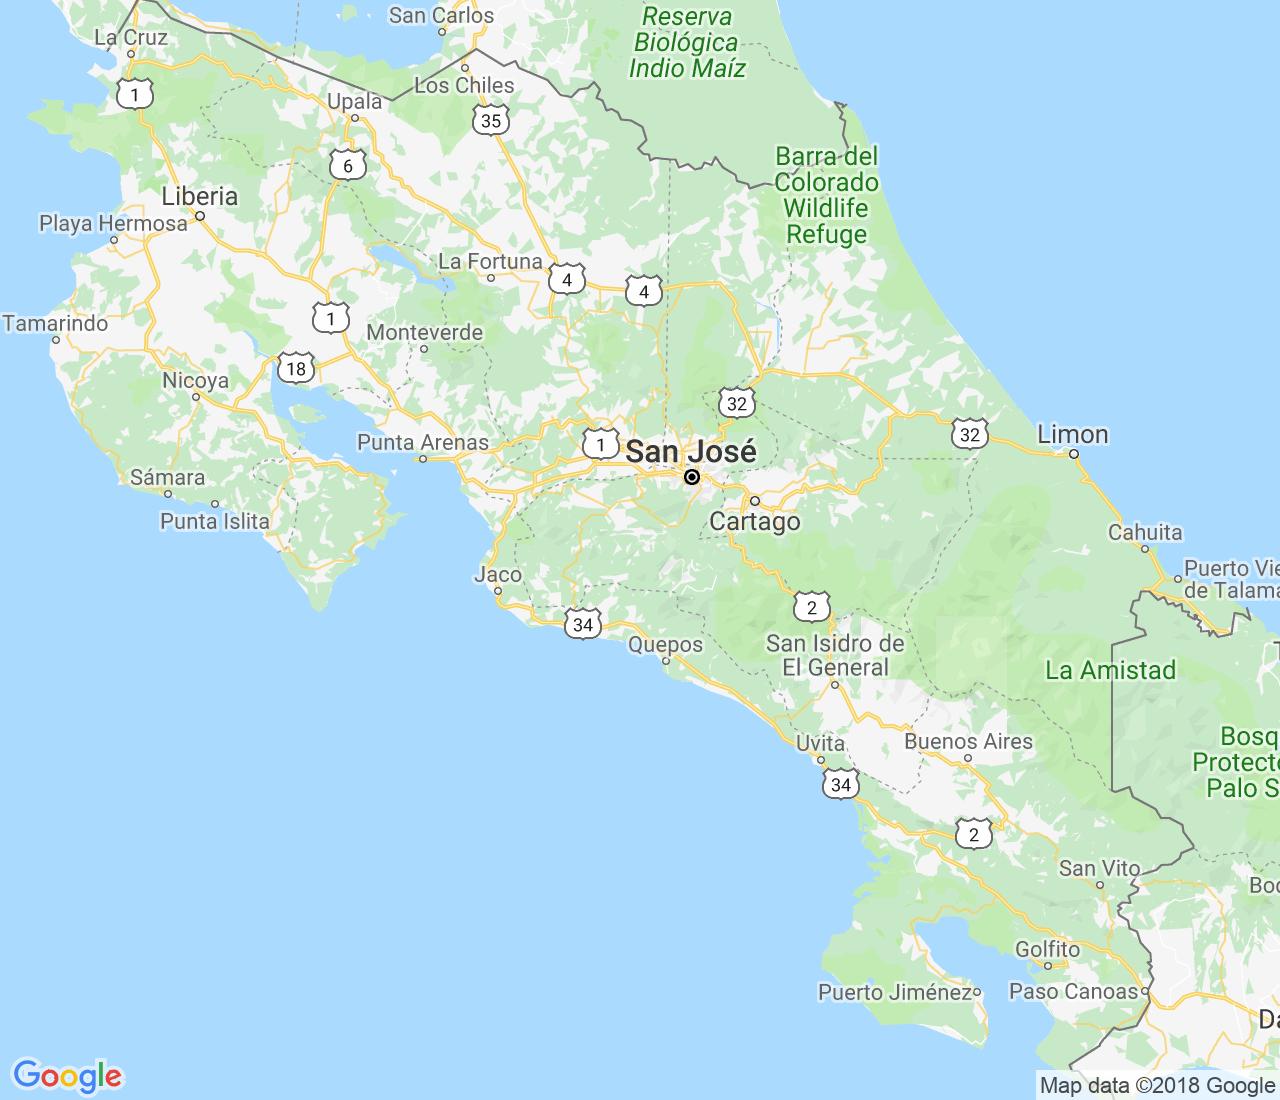 San Carlos
Reserva
Biológica
Indio Maíz
La Cruz
Los Chiles
1
Upala
35
6
Barra del
Colorado
Wildlife
Refuge
Liberia
Playa Hermosa
La Fortuna
4
4
Tamarindo
1
Monteverde
18
Nicoya
32
32
Punta Arenas
1
San José
Limon
Sámara
Punta Islita
Cartago
Cahuita
Jaco
Puerto Vie
de Talama
2
34
Quepos
San Isidro de
El General
La Amistad
Uvita
Buenos Aires
Bosq
Protecto
Palo S
34
2
San Vito
Boc
Golfito
Puerto Jiménez
Paso Canoas
Da
Google
Map data ©2018 Google